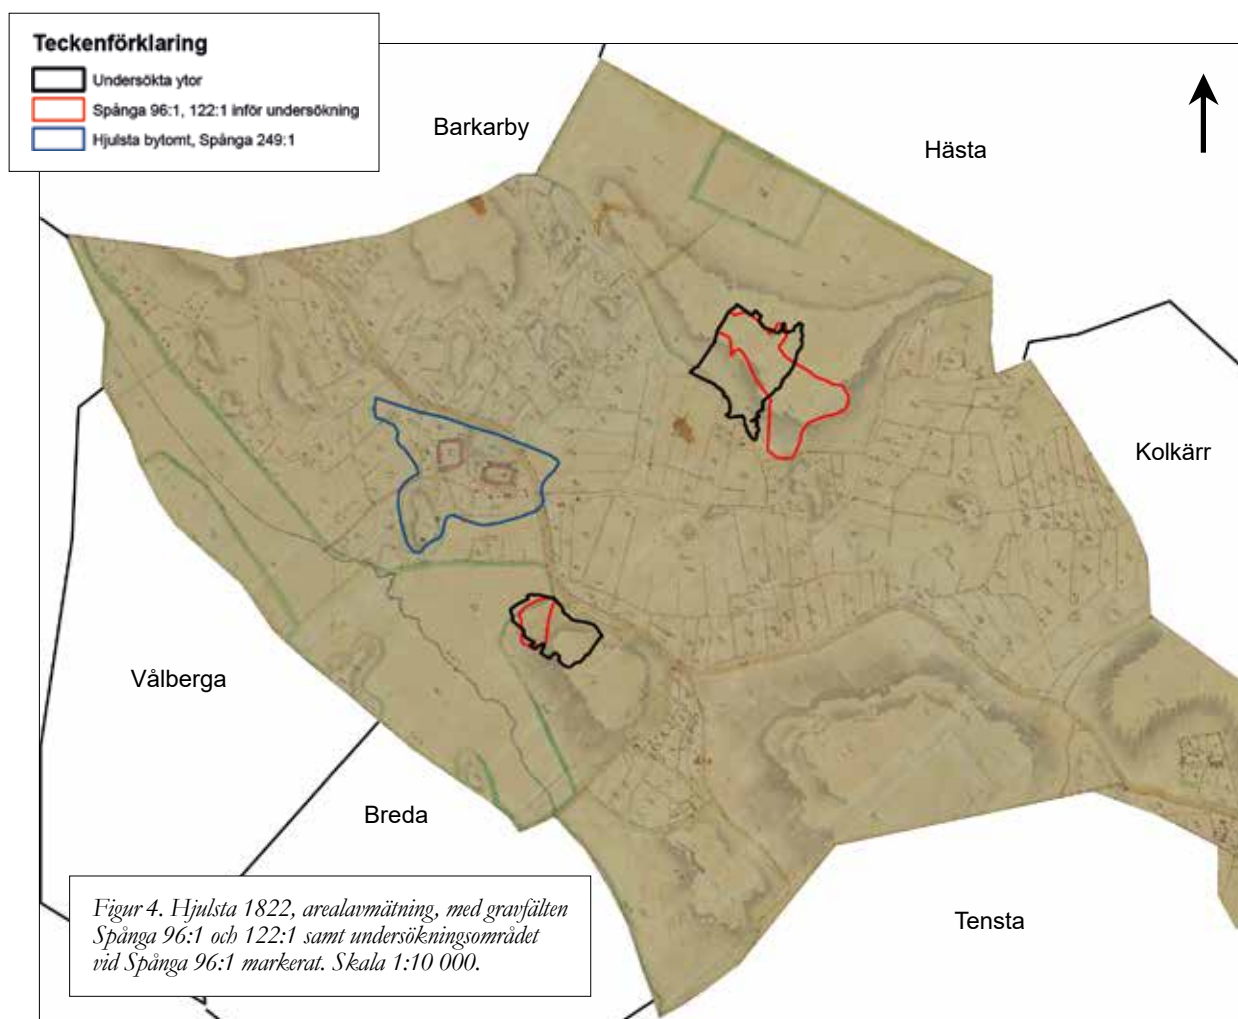 Teckenförklaring
Undersökta ytor
Spånga 96:1, 122:1 inför undersökning
Hjulsta bytomt, Spånga 249:1
Barkarby
Hästa
Kolkärr
Vålberga
Breda
Tensta
Figur 4. Hjulsta 1822, arealavmätning, med gravfälten
Spånga 96:1 och 122:1 samt undersökningsområdet
vid Spånga 96:1 markerat. Skala 1:10 000.